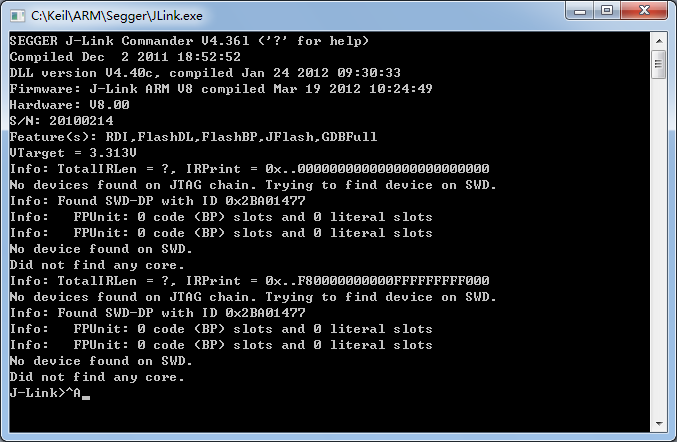 C:\Keil\ARM\Segger\JLink.exe
SEGGER J-Link Commander V4.36l ('?' for help)
Compiled Dec  2 2011 18:52:52
DLL version V4.40c, compiled Jan 24 2012 09:30:33
Firmware: J-Link ARM V8 compiled Mar 19 2012 10:24:49
Hardware: V8.00
S/N: 20100214
Feature(s): RDI,FlashDL,FlashBP,JFlash,GDBFull
VTarget = 3.313V
Info: TotalIRLen = ?, IRPrint = 0x..000000000000000000000000
No devices found on JTAG chain. Trying to find device on SWD.
Info: Found SWD-DP with ID 0x2BA01477
Info:   FPUnit: 0 code (BP) slots and 0 literal slots
Info:   FPUnit: 0 code (BP) slots and 0 literal slots
No device found on SWD.
Did not find any core.
Info: TotalIRLen = ?, IRPrint = 0x..F80000000000FFFFFFFFF000
No devices found on JTAG chain. Trying to find device on SWD.
Info: Found SWD-DP with ID 0x2BA01477
Info:   FPUnit: 0 code (BP) slots and 0 literal slots
Info:   FPUnit: 0 code (BP) slots and 0 literal slots
No device found on SWD.
Did not find any core.
J-Link>^A_